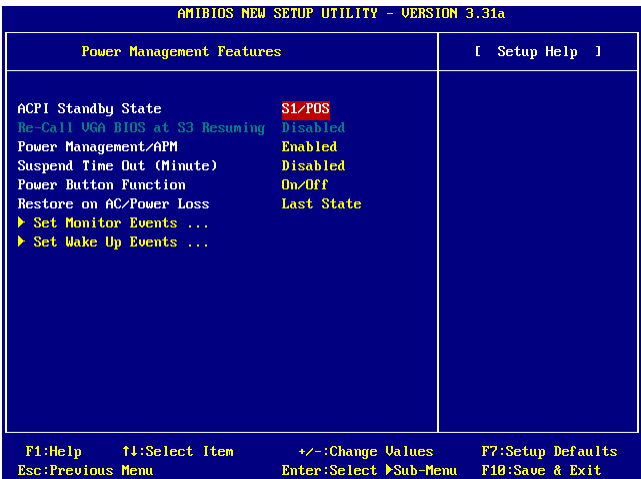 AMIBIOS NEW SETUP UTILITY - VERSION 3.31a
Power Management Features
[ Setup Help ]
ACPI Standby State S1/POS
Re-Call VGA BIOS at S3 Resuming Disabled
Power Management/APM Enabled
Suspend Time Out (Minute) Disabled
Power Button Function On/Off
Restore on AC/Power Loss Last State
▶ Set Monitor Events ...
▶ Set Wake Up Events ...
F1:Help ↑↓:Select Item +/-:Change Values F7:Setup Defaults
Esc:Previous Menu Enter:Select ▶Sub-Menu F10:Save & Exit